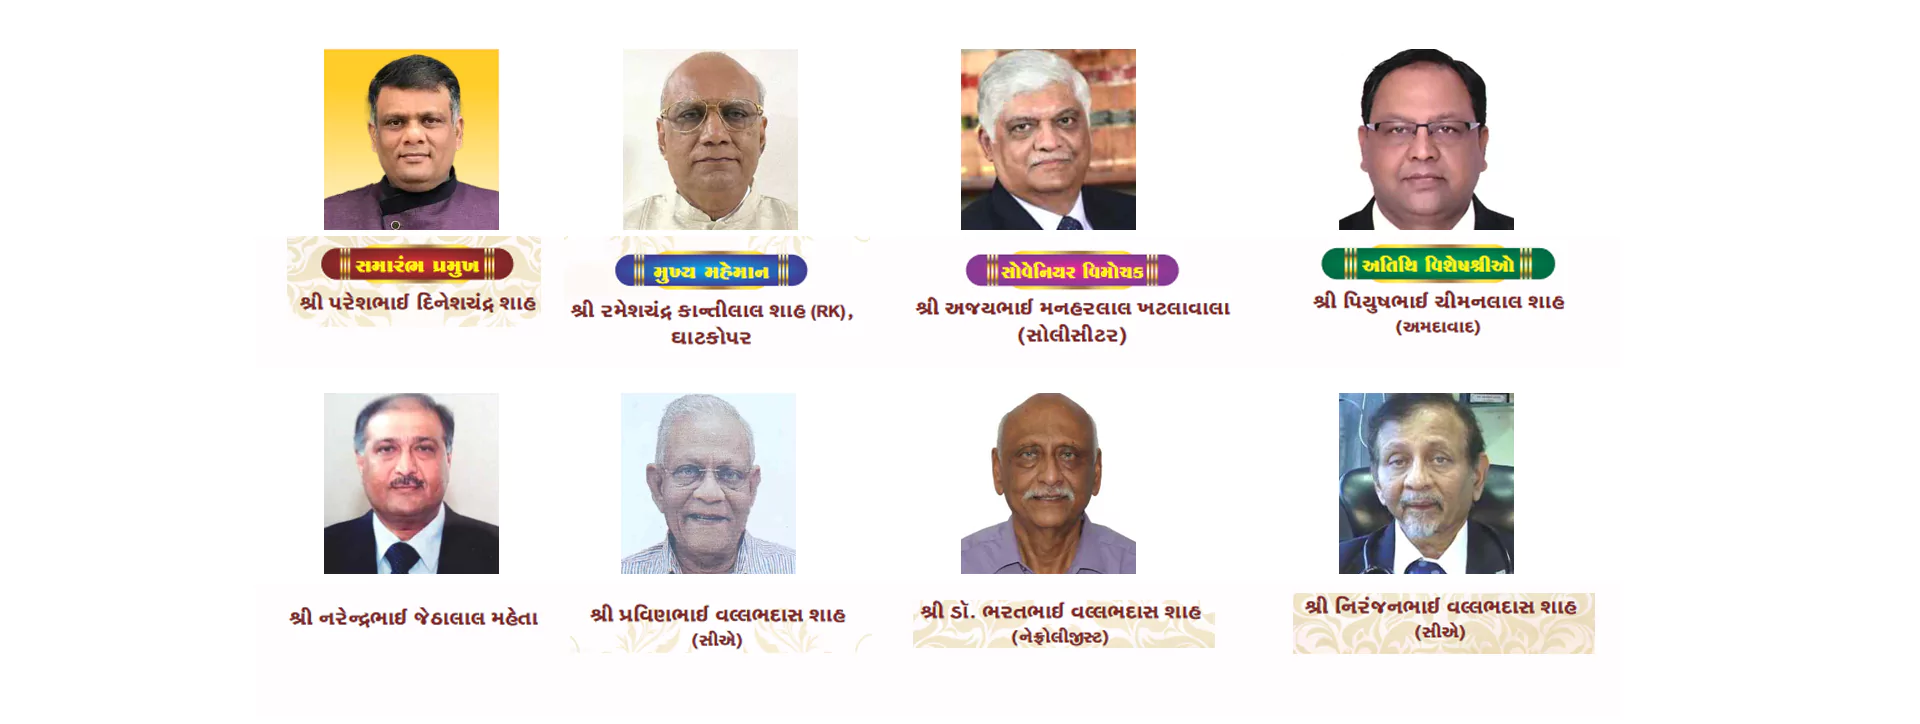 સમારંભ પ્રમુખ
શ્રી પરેશભાઈ દિનેશચંદ્ર શાહ
મુખ્ય મહેમાન
શ્રી રમેશચંદ્ર કાન્તીલાલ શાહ (RK),
ઘાટકોપર
સોવેનિયર વિમોચક
શ્રી અજયભાઈ મનહરલાલ ખટલાવાલા
(સોલીસીટર)
અતિથિ વિશેષશ્રીઓ
શ્રી પિયુષભાઈ ચીમનલાલ શાહ
(અમદાવાદ)
શ્રી નરેન્દ્રભાઈ જેઠાલાલ મહેતા
શ્રી પ્રવિણભાઈ વલ્લભદાસ શાહ
(સીએ)
શ્રી ડૉ. ભરતભાઈ વલ્લભદાસ શાહ
(નેફ્રોલીજીસ્ટ)
શ્રી નિરંજનભાઈ વલ્લભદાસ શાહ
(સીએ)